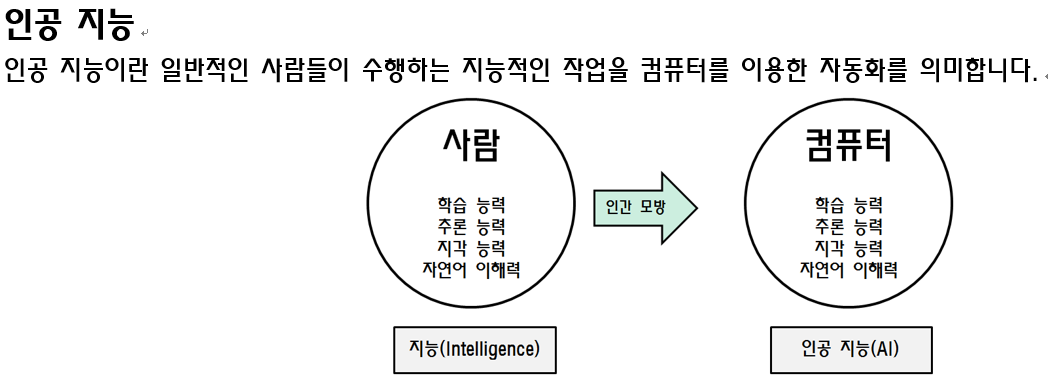 인공 지능
인공 지능이란 일반적인 사람들이 수행하는 지능적인 작업을 컴퓨터를 이용한 자동화를 의미합니다.
사람
학습 능력
주론 능력
지각 능력
자연어 이해력
인간 모방
컴퓨터
학습 능력
주론 능력
지각 능력
자연어 이해력
지능(Intelligence)
인공 지능(AI)